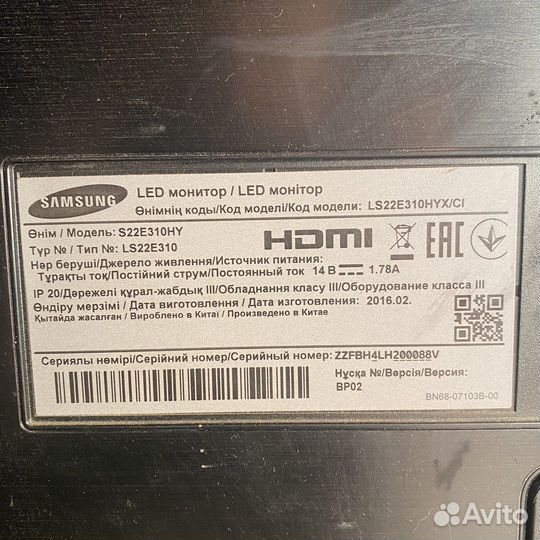 SAMSUNG
LED монитор / LED монітор
Өнімнің коды/Код моделі/Код модели: LS22E310HYX/CI
Өнім / Модель: S22E310HY
Түр № / Тип №: LS22E310
HDMI
EAC
Нәр беруші/Джерело живлення/Источник питания:
Тұрақты ток/Постійний струм/Постоянный ток 14 В 1.78A
IP 20/Дәрежелі құрал-жабдық III/Обладнання класу III/Оборудование класса III
Өндіру мерзімі / Дата виготовлення / Дата изготовления: 2016.02.
Қытайда жасалған / Вироблено в Китаї / Произведено в Китае
Сериялы нөмірі/Серійний номер/Серийный номер: ZZFBH4LH200088V
Нұсқа №/Версія/Версия:
BP02
BN68-07103B-00
Avito